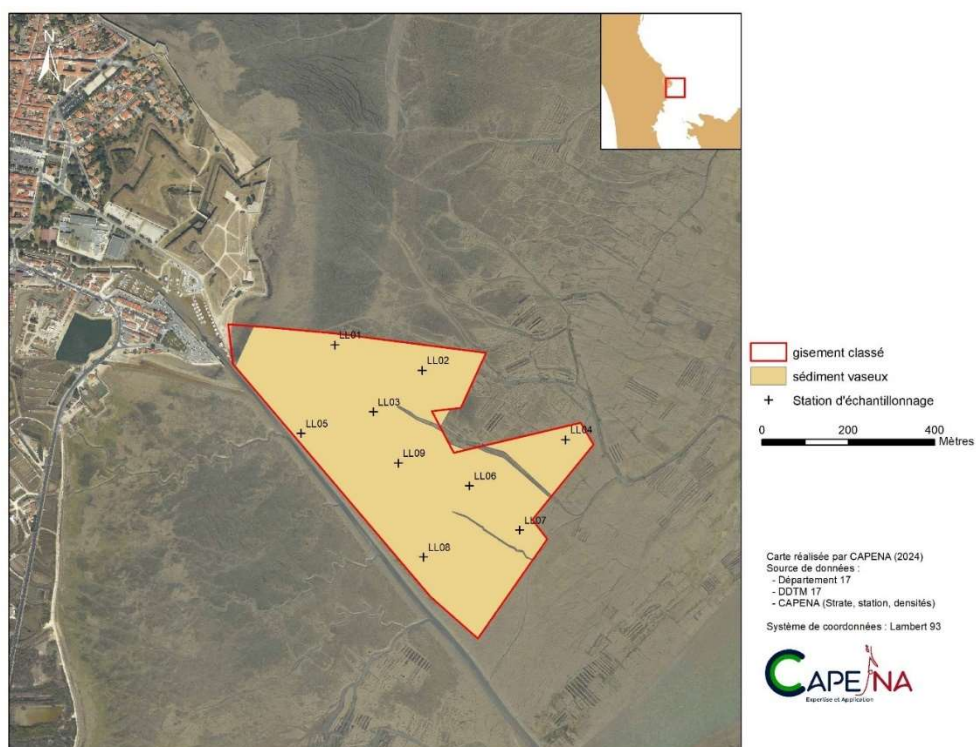 N
LL01
LL02
LL03
LL04
LL05
LL09
LL06
LL07
LL08
gisement classé
sédiment vaseux
Station d'échantillonnage
0 200 400
Mètres
Carte réalisée par CAPENA (2024)
Source de données :
- Département 17
- DDTM 17
- CAPENA (Strate, station, densités)
Système de coordonnées : Lambert 93
CAPENA
Expertise et Application